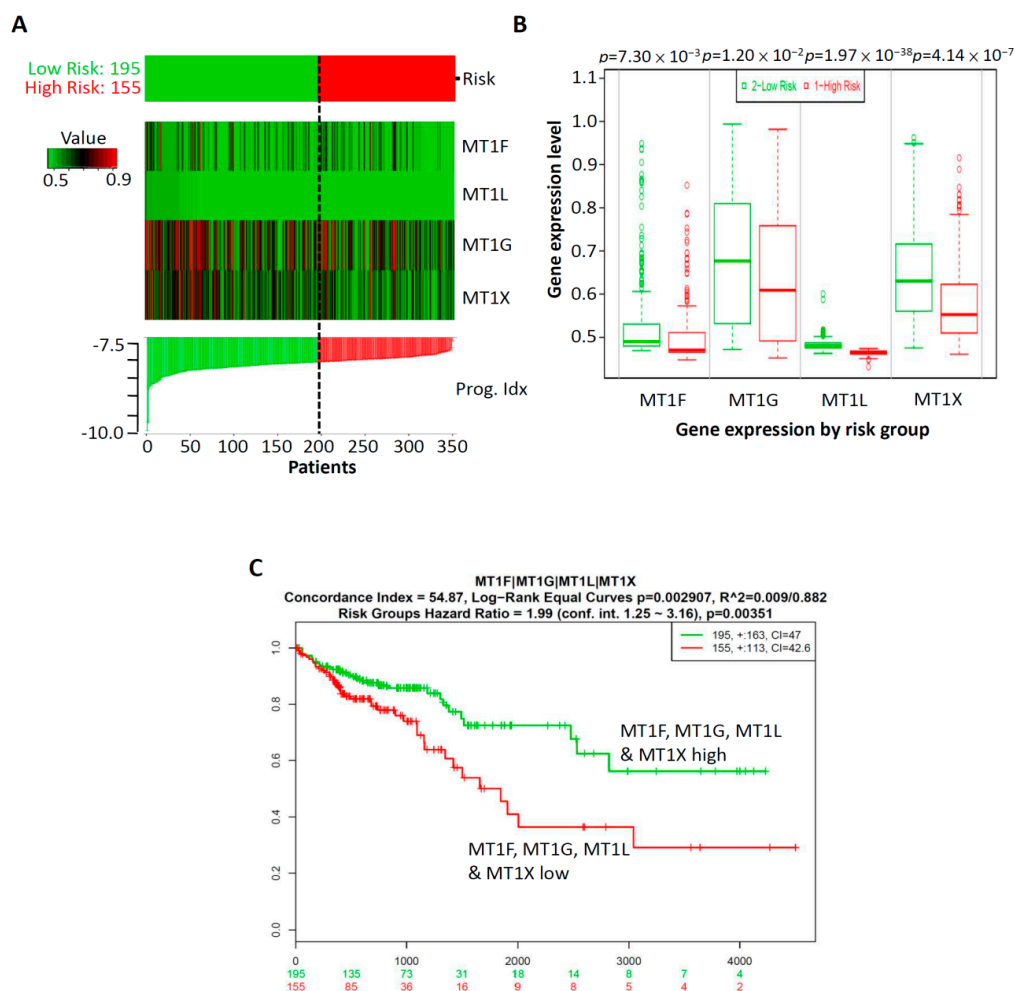 A
Low Risk: 195
High Risk: 155
Risk
Value
0.5 0.9
MT1F
MT1L
MT1G
MT1X
-7.5
-10.0
Prog. Idx
0 50 100 150 200 250 300 350
Patients
B
p=7.30 × 10⁻³ p=1.20 × 10⁻² p=1.97 × 10⁻³⁸ p=4.14 × 10⁻⁷
2-Low Risk 1-High Risk
Gene expression level
1.1
1.0
0.9
0.8
0.7
0.6
0.5
MT1F MT1G MT1L MT1X
Gene expression by risk group
C
MT1F|MT1G|MT1L|MT1X
Concordance Index = 54.87, Log-Rank Equal Curves p=0.002907, R^2=0.009/0.882
Risk Groups Hazard Ratio = 1.99 (conf. int. 1.25 ~ 3.16), p=0.00351
195, +:163, CI=47
155, +:113, CI=42.6
1.0
0.8
0.6
0.4
0.2
0.0
MT1F, MT1G, MT1L
& MT1X high
MT1F, MT1G, MT1L
& MT1X low
0 1000 2000 3000 4000
195 135 73 31 18 14 8 7 4
155 85 36 16 9 8 5 4 2